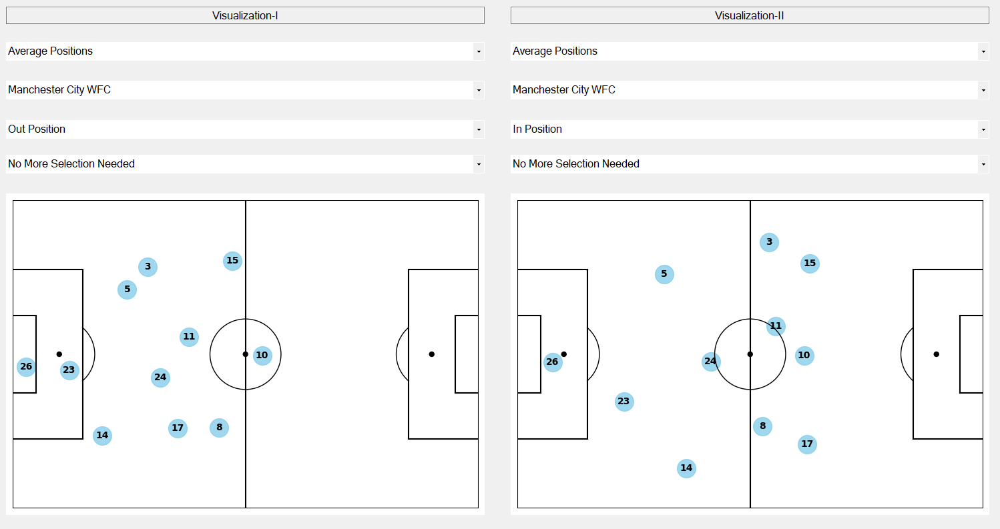 Visualization-I
Average Positions
Manchester City WFC
Out Position
No More Selection Needed
15
3
5
11
10
26
23
24
17
8
14
Visualization-II
Average Positions
Manchester City WFC
In Position
No More Selection Needed
3
15
5
11
10
24
26
23
8
17
14